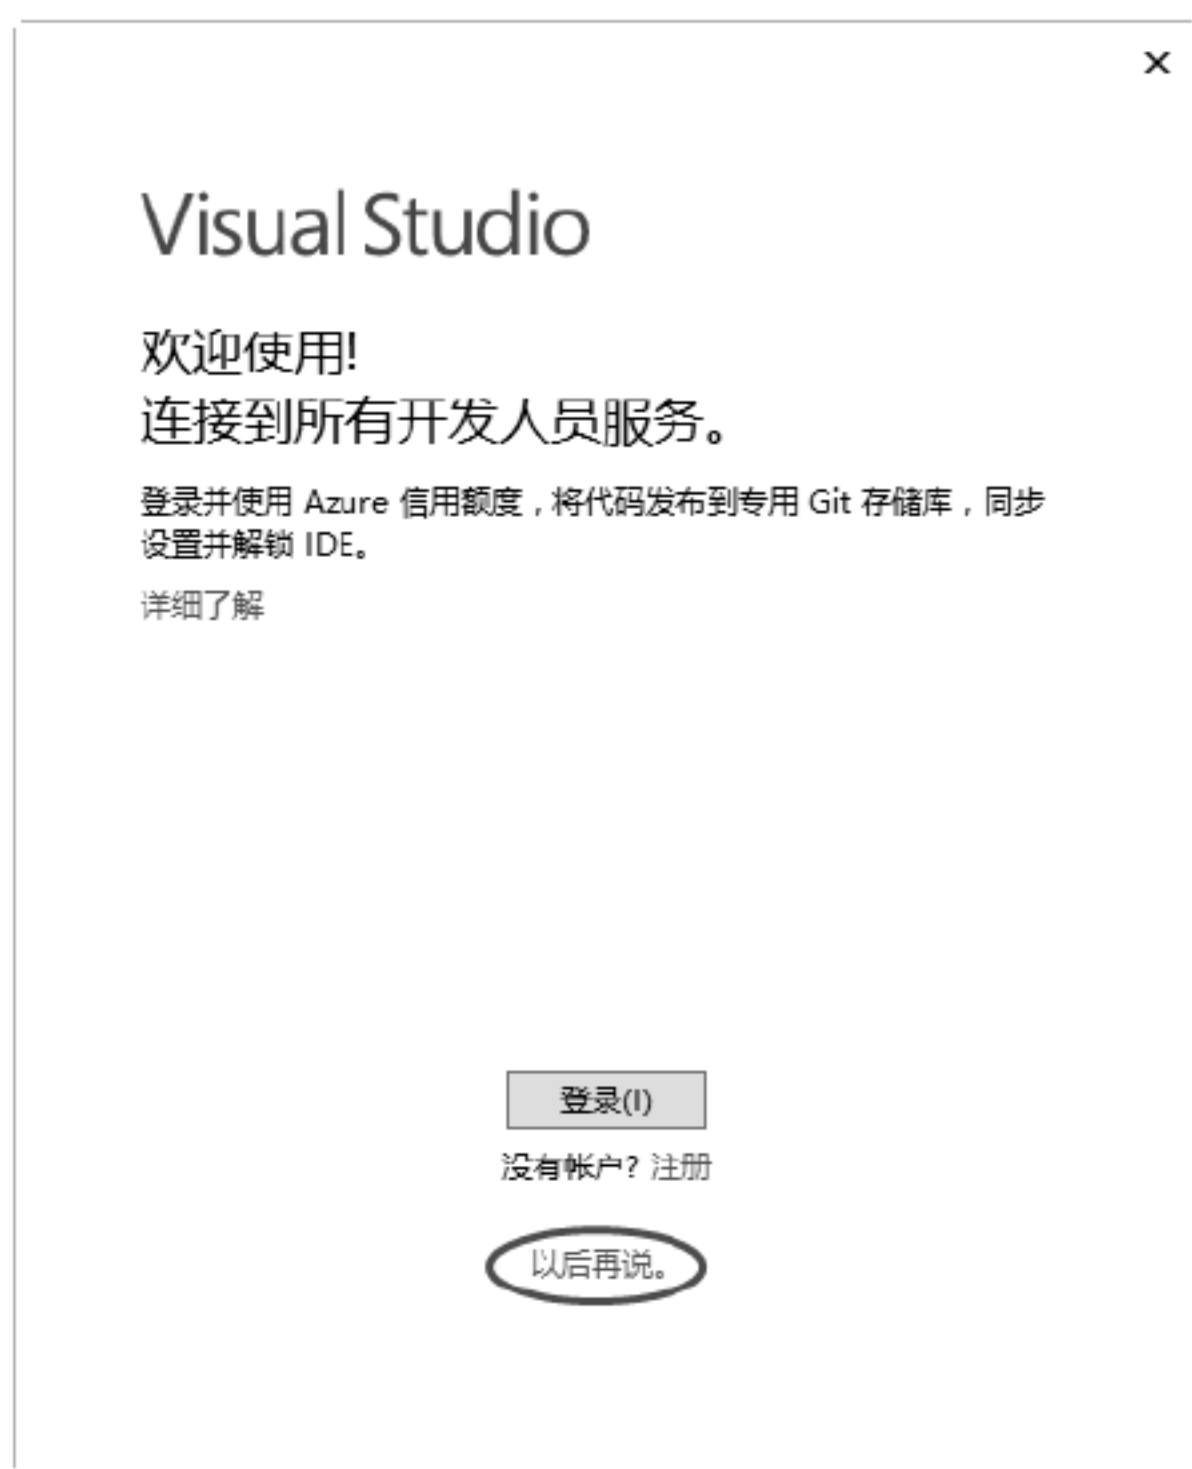 Visual Studio
欢迎使用!
连接到所有开发人员服务。
登录并使用 Azure 信用额度，将代码发布到专用 Git 存储库，同步
设置并解锁 IDE。
详细了解
登录(I)
没有帐户? 注册
以后再说。